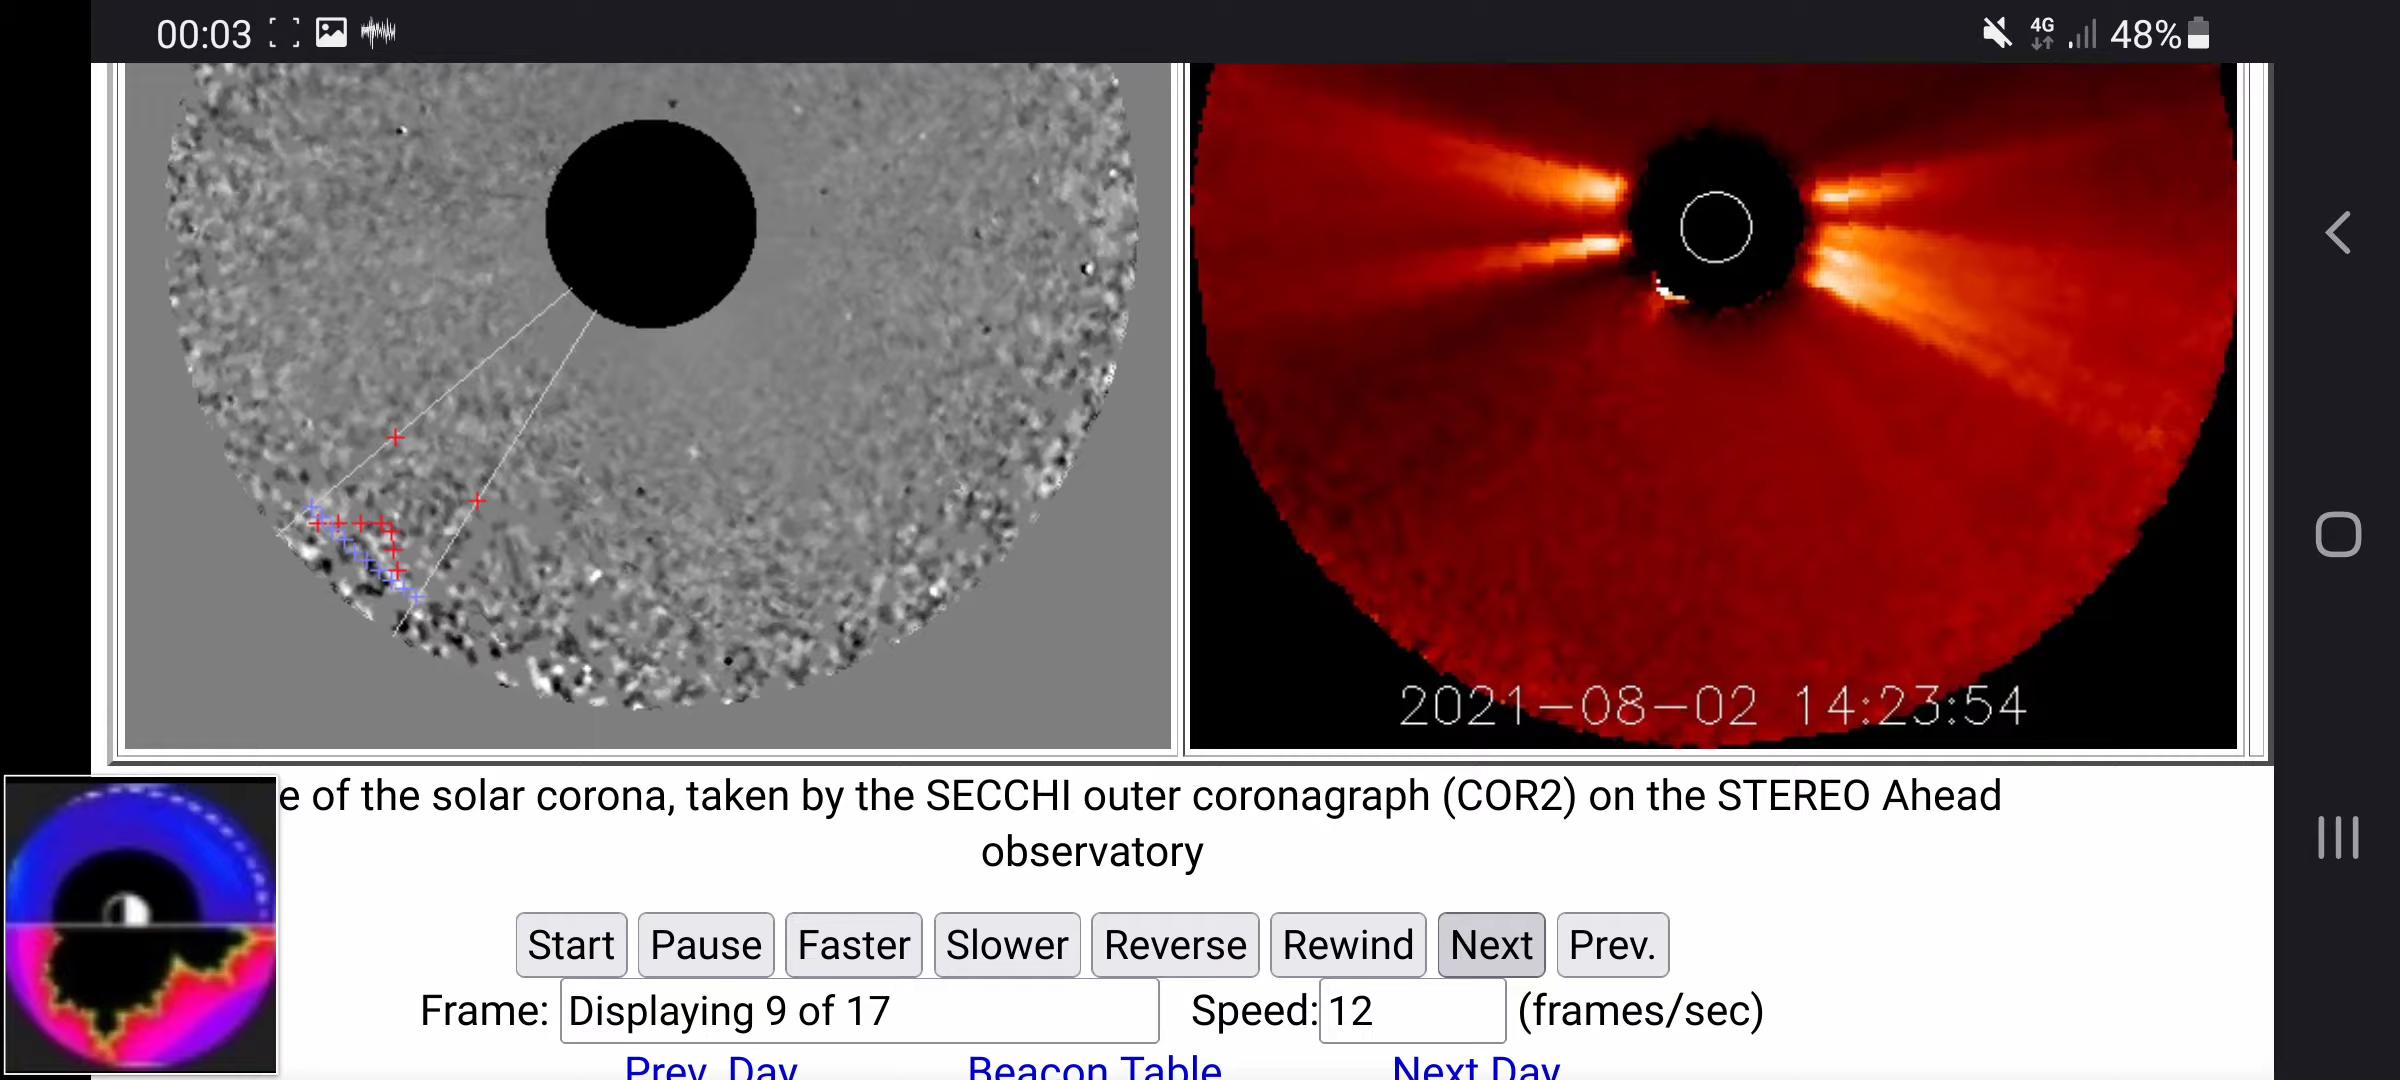 00:03 4G 48%
2021-08-02 14:23:54
e of the solar corona, taken by the SECCHI outer coronagraph (COR2) on the STEREO Ahead
observatory
Start Pause Faster Slower Reverse Rewind Next Prev.
Frame: Displaying 9 of 17 Speed: 12 (frames/sec)
Prev. Day Beacon Table Next Day